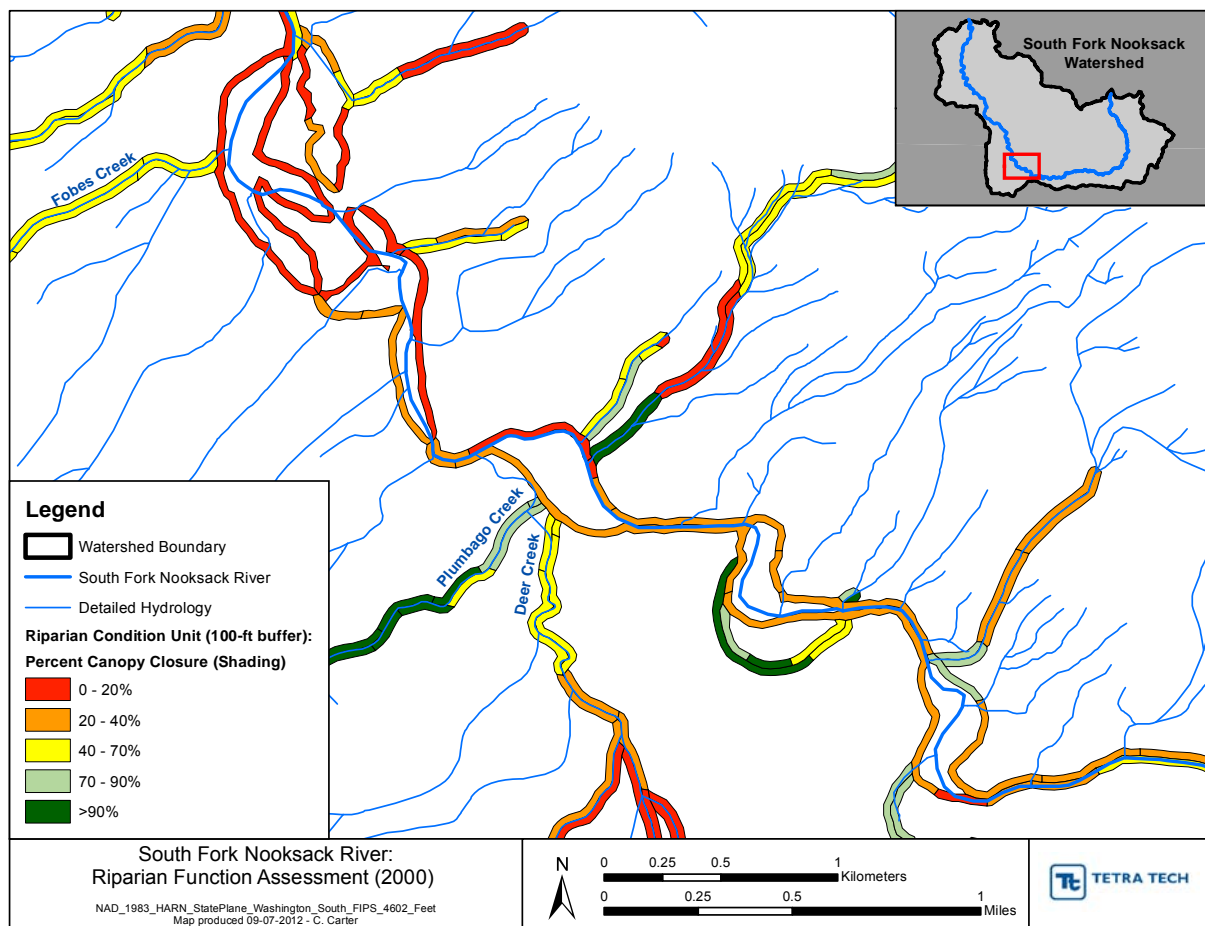 South Fork Nooksack
Watershed
Fobes Creek
Plumbago Creek
Deer Creek
Legend
Watershed Boundary
South Fork Nooksack River
Detailed Hydrology
Riparian Condition Unit (100-ft buffer):
Percent Canopy Closure (Shading)
0 - 20%
20 - 40%
40 - 70%
70 - 90%
>90%
South Fork Nooksack River:
Riparian Function Assessment (2000)
NAD_1983_HARN_StatePlane_Washington_South_FIPS_4602_Feet
Map produced 09-07-2012 - C. Carter
N
0 0.25 0.5 1
Kilometers
0 0.25 0.5 1
Miles
Tt TETRA TECH